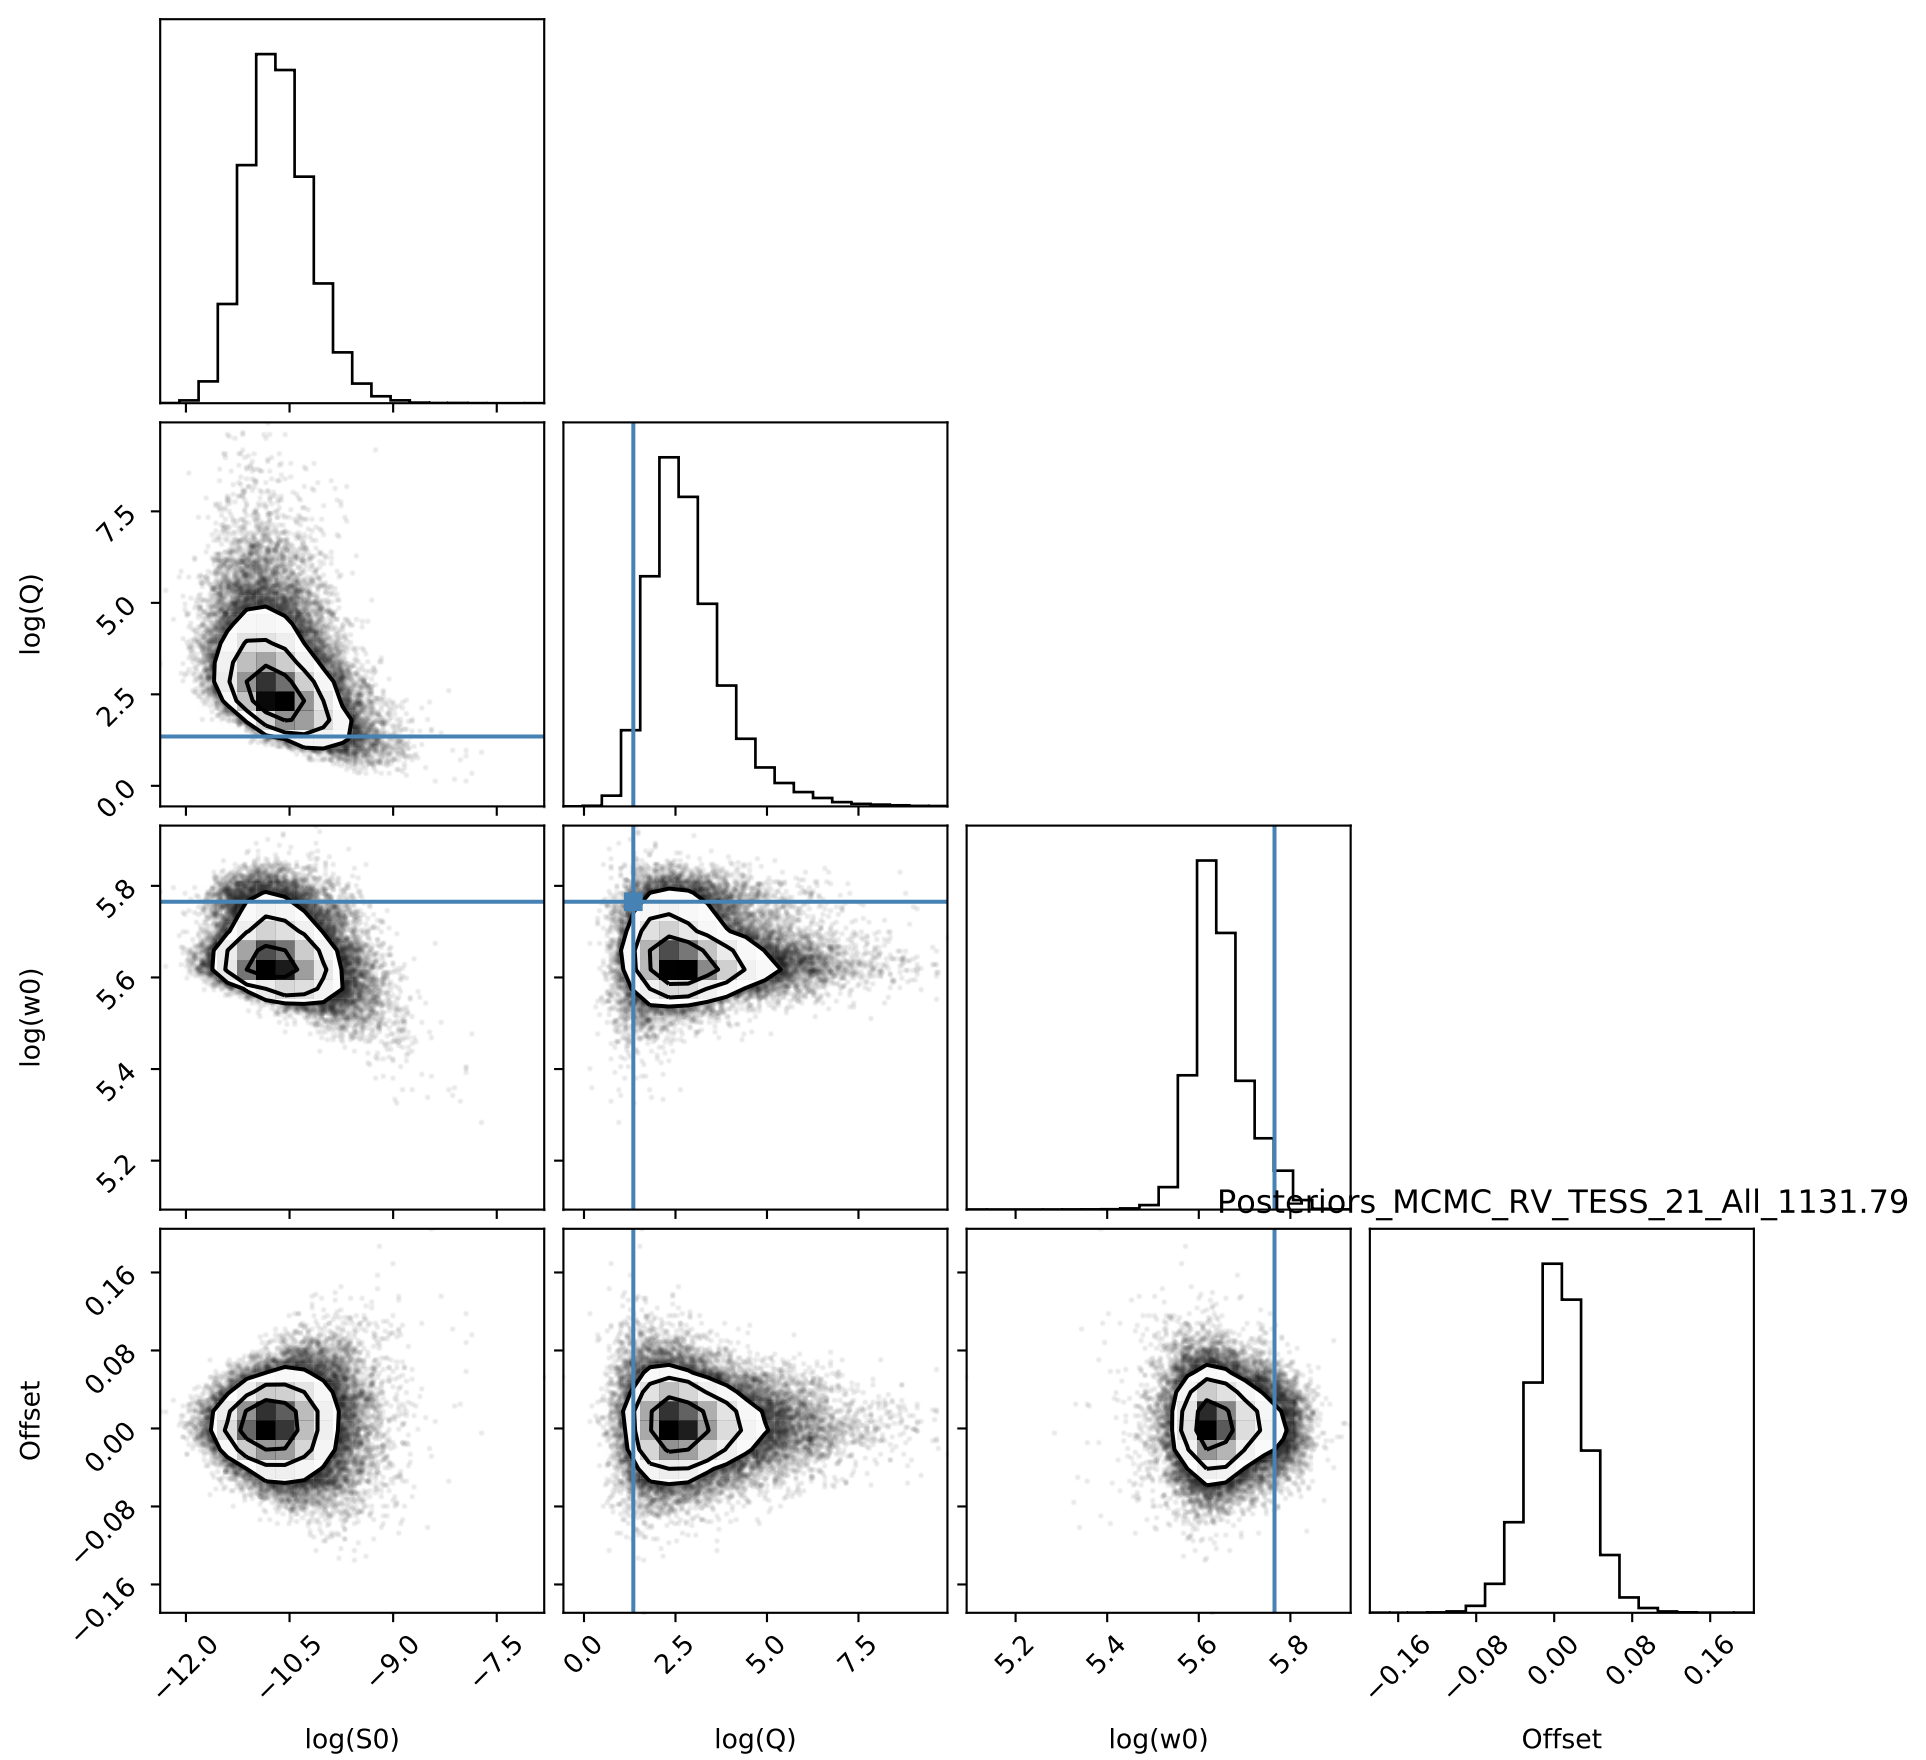 log(Q)
7.5
5.0
2.5
0.0
log(w0)
5.8
5.6
5.4
5.2
Posteriors_MCMC_RV_TESS_21_All_1131.79
Offset
0.16
0.08
0.00
−0.08
−0.16
−12.0 −10.5 −9.0 −7.5 0.0 2.5 5.0 7.5 5.2 5.4 5.6 5.8 −0.16 −0.08 0.00 0.08 0.16
log(S0) log(Q) log(w0) Offset